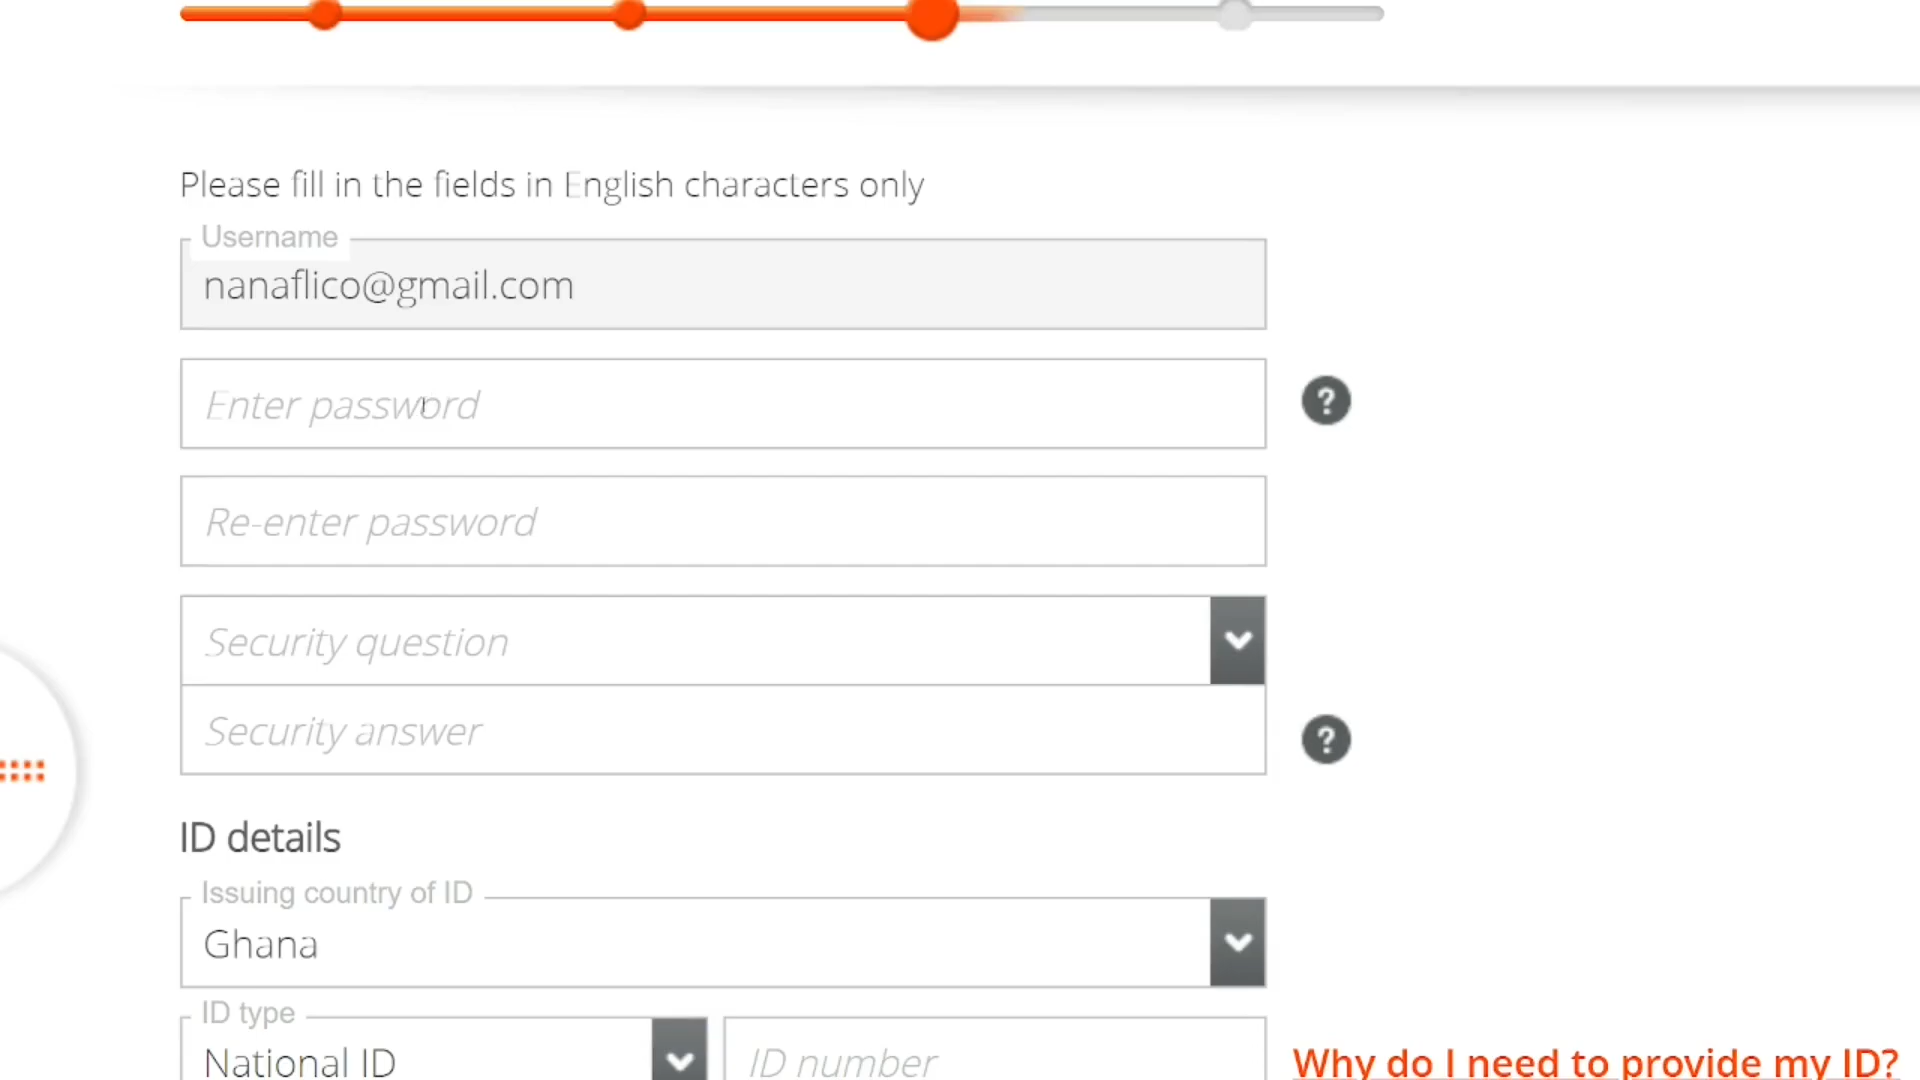 Please fill in the fields in English characters only
Username
nanaflico@gmail.com
Enter password
?
Re-enter password
Security question
Security answer
?
ID details
Issuing country of ID
Ghana
ID type
National ID
ID number
Why do I need to provide my ID?